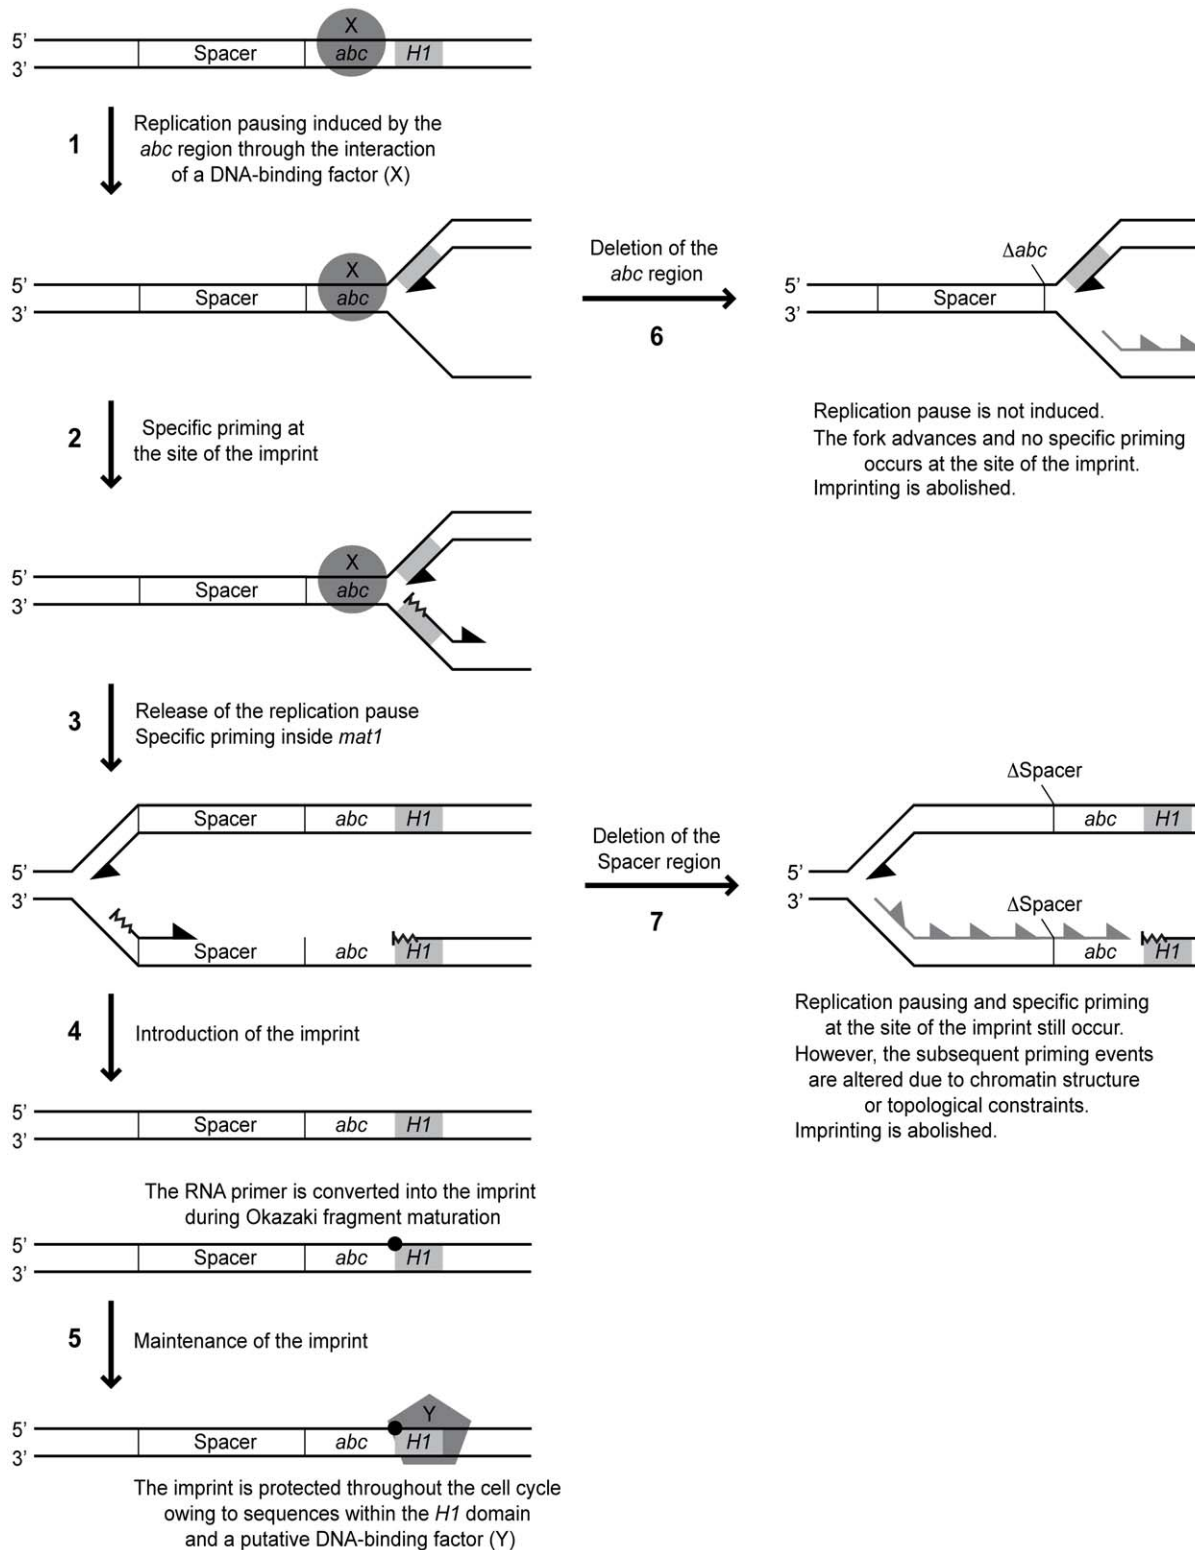 X
5’
Spacer
abc
H1
3’
1
Replication pausing induced by the
abc region through the interaction
of a DNA-binding factor (X)
X
5’
Spacer
abc
3’
Deletion of the
abc region
6
Δabc
5’
Spacer
3’
Replication pause is not induced.
The fork advances and no specific priming
occurs at the site of the imprint.
Imprinting is abolished.
2
Specific priming at
the site of the imprint
X
5’
Spacer
abc
3’
3
Release of the replication pause
Specific priming inside mat1
Spacer
abc
H1
5’
3’
Spacer
abc
H1
Deletion of the
Spacer region
7
ΔSpacer
abc
H1
5’
3’
ΔSpacer
abc
H1
Replication pausing and specific priming
at the site of the imprint still occur.
However, the subsequent priming events
are altered due to chromatin structure
or topological constraints.
Imprinting is abolished.
4
Introduction of the imprint
5’
Spacer
abc
H1
3’
The RNA primer is converted into the imprint
during Okazaki fragment maturation
5’
Spacer
abc
H1
3’
5
Maintenance of the imprint
Y
5’
Spacer
abc
H1
3’
The imprint is protected throughout the cell cycle
owing to sequences within the H1 domain
and a putative DNA-binding factor (Y)